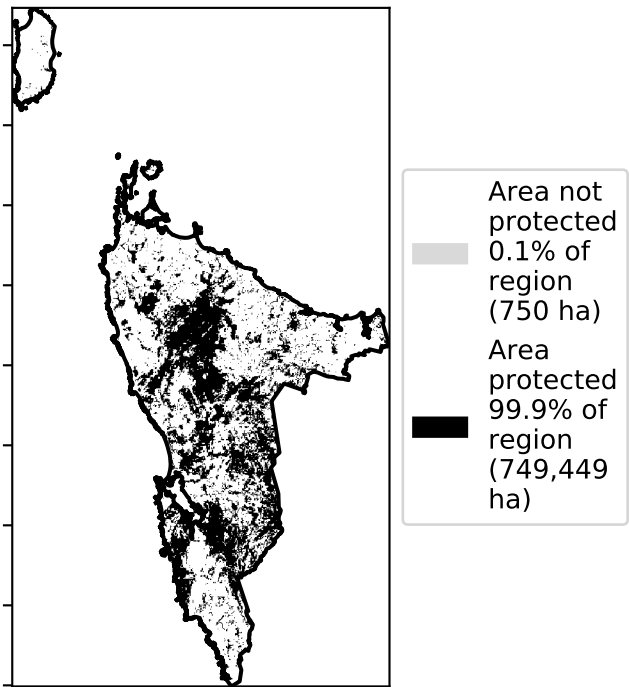 Area not
protected
0.1% of
region
(750 ha)
Area
protected
99.9% of
region
(749,449
ha)